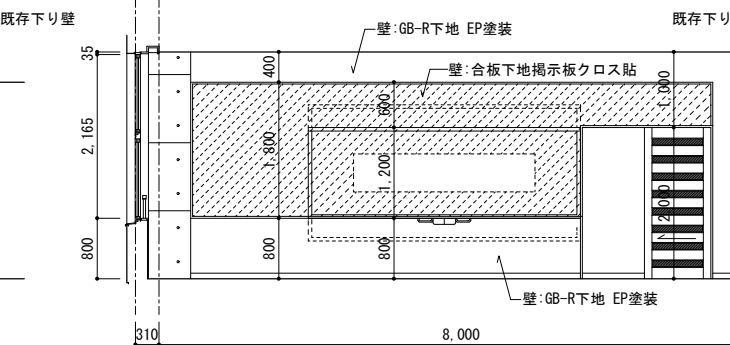 既存下り壁
壁:GB-R下地 EP塗装
既存下り
35
400
壁:合板下地掲示板クロス貼
600
1,000
2,165
1,800
1,200
2,000
800
800
800
壁:GB-R下地 EP塗装
310
8,000